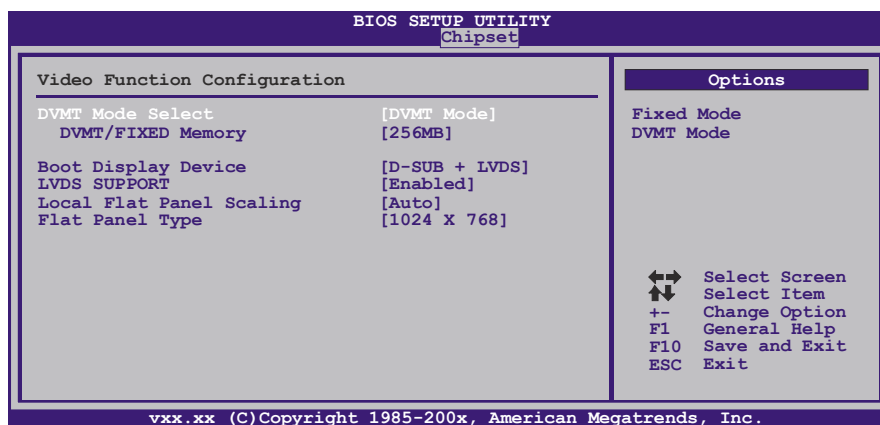 BIOS SETUP UTILITY
Chipset
Video Function Configuration
DVMT Mode Select [DVMT Mode]
DVMT/FIXED Memory [256MB]
Boot Display Device [D-SUB + LVDS]
LVDS SUPPORT [Enabled]
Local Flat Panel Scaling [Auto]
Flat Panel Type [1024 X 768]
Options
Fixed Mode
DVMT Mode
Select Screen
Select Item
+- Change Option
F1 General Help
F10 Save and Exit
ESC Exit
vxx.xx (C)Copyright 1985-200x, American Megatrends, Inc.